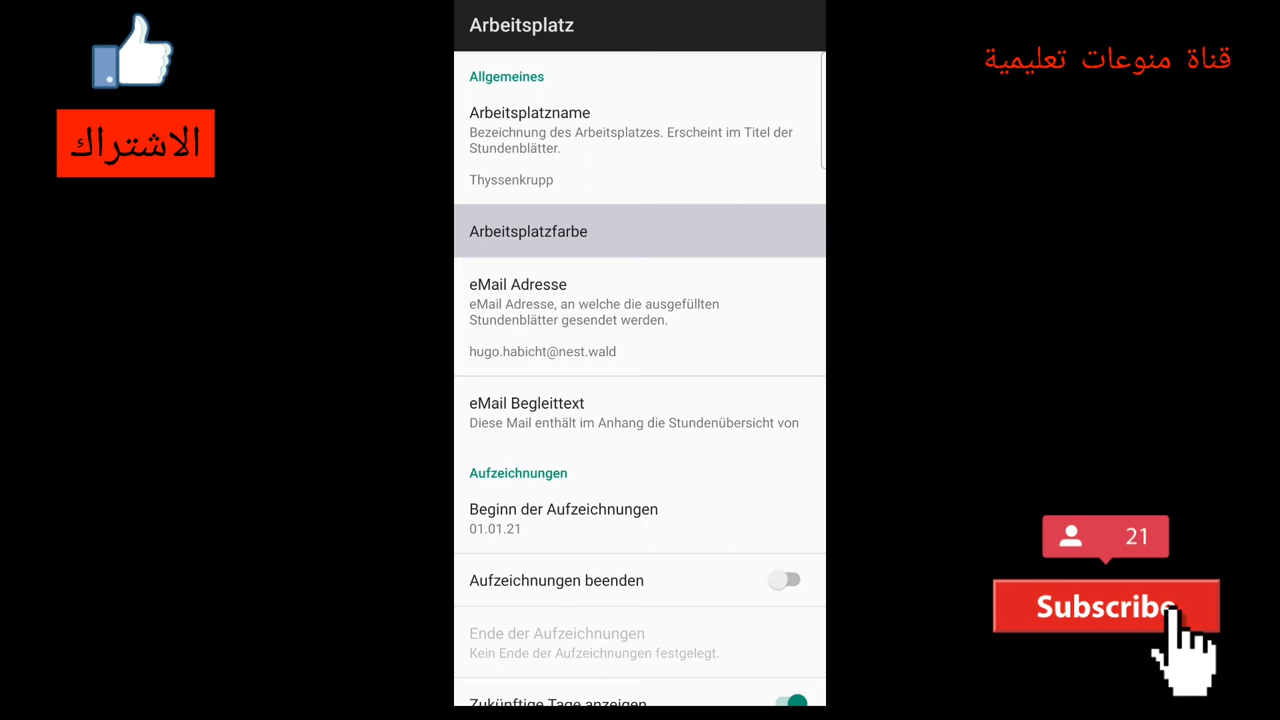 Arbeitsplatz
قناة منوعات تعليمية
الاشتراك
Allgemeines
Arbeitsplatzname
Bezeichnung des Arbeitsplatzes. Erscheint im Titel der
Stundenblätter.
Thyssenkrupp
Arbeitsplatzfarbe
eMail Adresse
eMail Adresse, an welche die ausgefüllten
Stundenblätter gesendet werden.
hugo.habicht@nest.wald
eMail Begleittext
Diese Mail enthält im Anhang die Stundenübersicht von
Aufzeichnungen
Beginn der Aufzeichnungen
01.01.21
Aufzeichnungen beenden
Ende der Aufzeichnungen
Kein Ende der Aufzeichnungen festgelegt.
Zukünftige Tage anzeigen
21
Subscribe